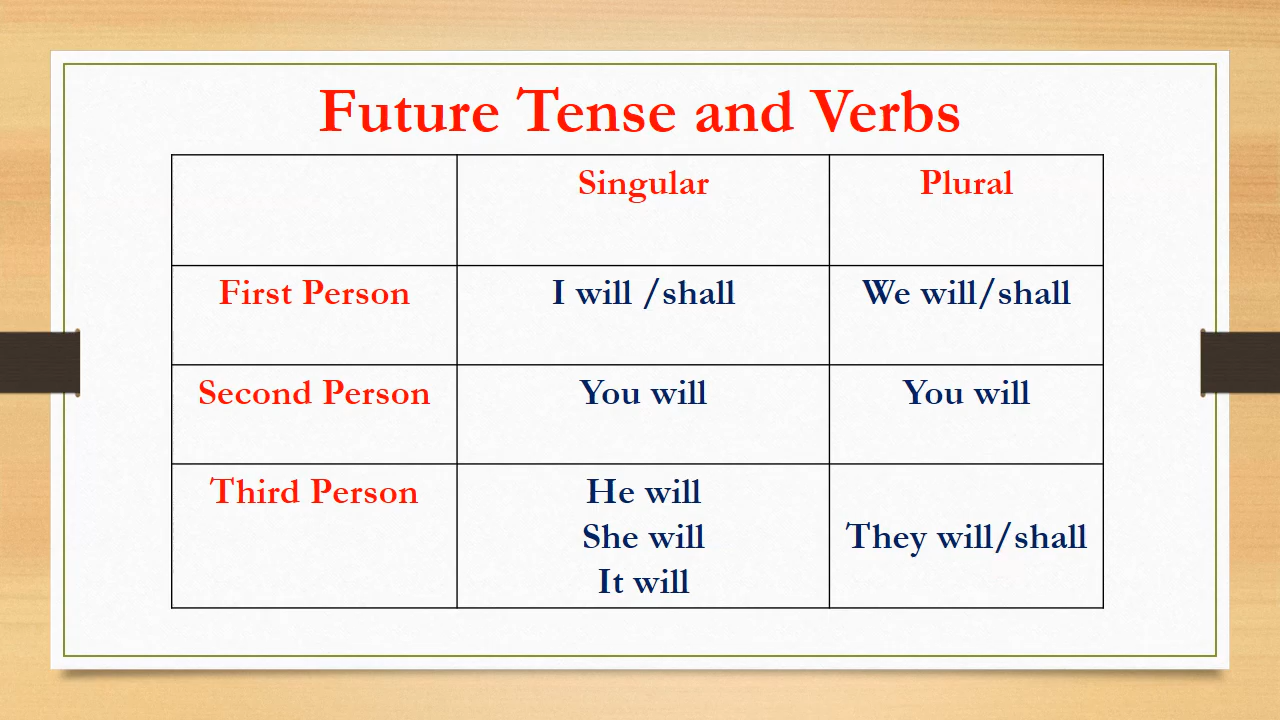 Future Tense and Verbs
Singular Plural
First Person I will /shall We will/shall
Second Person You will You will
Third Person He will
She will
It will
They will/shall